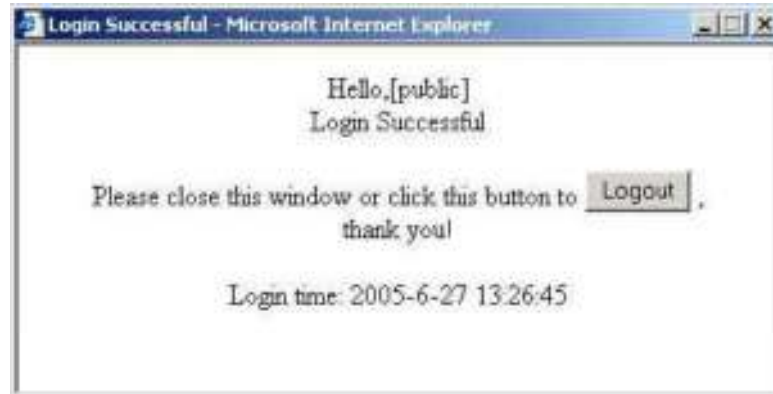 Login Successful - Microsoft Internet Explorer
Hello,[public]
Login Successful
Please close this window or click this button to Logout ,
thank you!
Login time: 2005-6-27 13:26:45